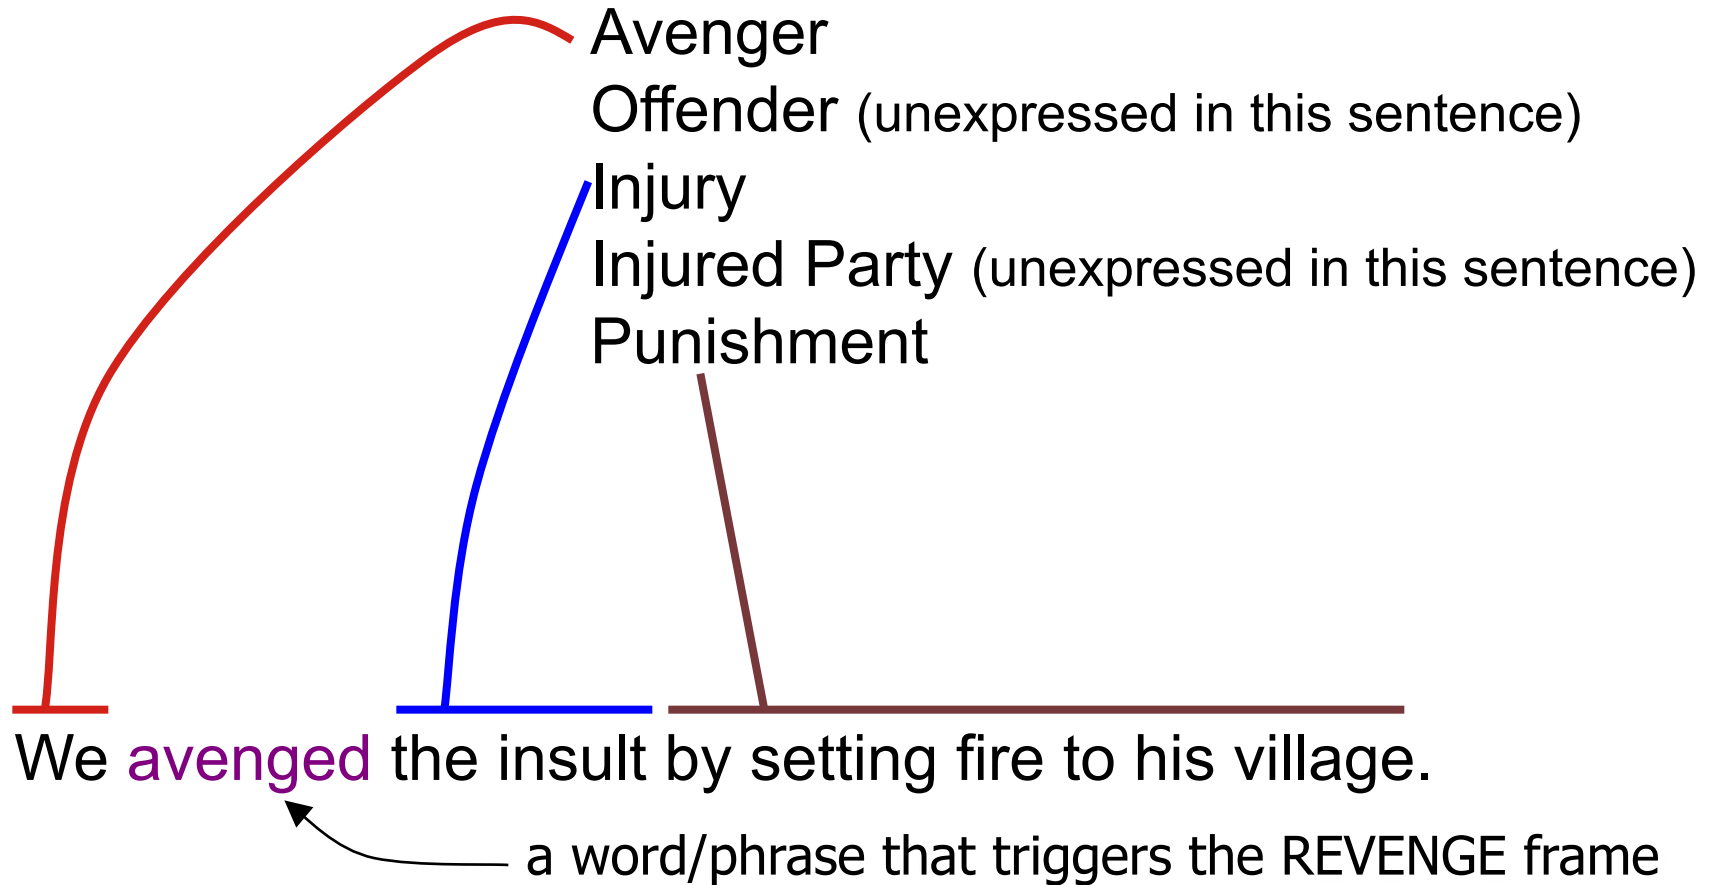 Avenger
Offender (unexpressed in this sentence)
Injury
Injured Party (unexpressed in this sentence)
Punishment
We avenged the insult by setting fire to his village.
a word/phrase that triggers the REVENGE frame